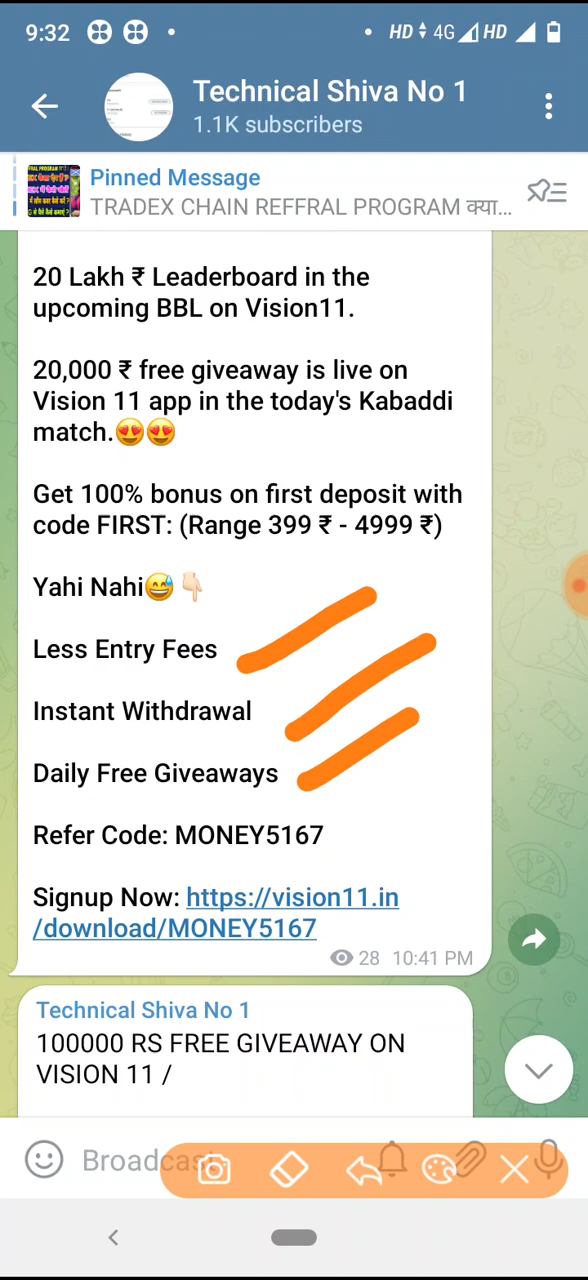 9:32 HD 4G HD
Technical Shiva No 1
1.1K subscribers
Pinned Message
TRADEX CHAIN REFFRAL PROGRAM क्या...
20 Lakh ₹ Leaderboard in the
upcoming BBL on Vision11.
20,000 ₹ free giveaway is live on
Vision 11 app in the today's Kabaddi
match.😍😍
Get 100% bonus on first deposit with
code FIRST: (Range 399 ₹ - 4999 ₹)
Yahi Nahi😅👇🏻
Less Entry Fees
Instant Withdrawal
Daily Free Giveaways
Refer Code: MONEY5167
Signup Now: https://vision11.in
/download/MONEY5167
28 10:41 PM
Technical Shiva No 1
100000 RS FREE GIVEAWAY ON
VISION 11 /
Broadcast